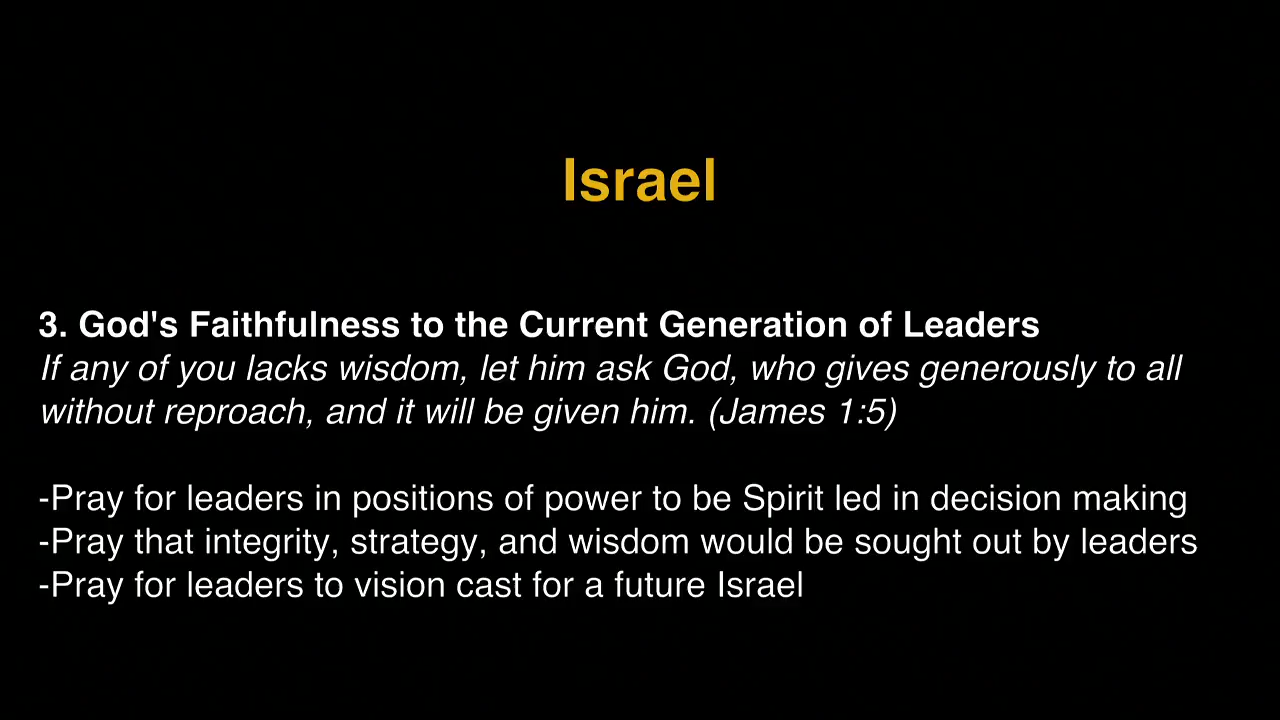 Israel
3. God's Faithfulness to the Current Generation of Leaders
If any of you lacks wisdom, let him ask God, who gives generously to all
without reproach, and it will be given him. (James 1:5)
-Pray for leaders in positions of power to be Spirit led in decision making
-Pray that integrity, strategy, and wisdom would be sought out by leaders
-Pray for leaders to vision cast for a future Israel